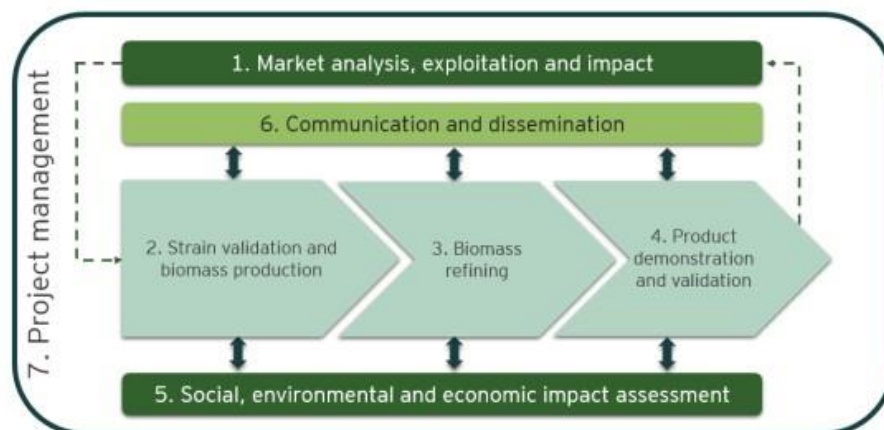 7. Project management
1. Market analysis, exploitation and impact
6. Communication and dissemination
2. Strain validation and
biomass production
3. Biomass
refining
4. Product
demonstration
and validation
5. Social, environmental and economic impact assessment